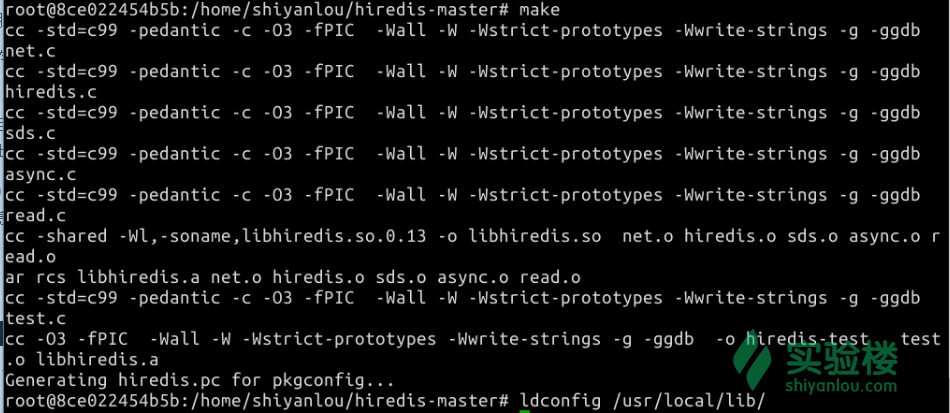 root@8ce022454b5b:/home/shiyanlou/hiredis-master# make
cc -std=c99 -pedantic -c -O3 -fPIC  -Wall -W -Wstrict-prototypes -Wwrite-strings -g -ggdb
net.c
cc -std=c99 -pedantic -c -O3 -fPIC  -Wall -W -Wstrict-prototypes -Wwrite-strings -g -ggdb
hiredis.c
cc -std=c99 -pedantic -c -O3 -fPIC  -Wall -W -Wstrict-prototypes -Wwrite-strings -g -ggdb
sds.c
cc -std=c99 -pedantic -c -O3 -fPIC  -Wall -W -Wstrict-prototypes -Wwrite-strings -g -ggdb
async.c
cc -std=c99 -pedantic -c -O3 -fPIC  -Wall -W -Wstrict-prototypes -Wwrite-strings -g -ggdb
read.c
cc -shared -Wl,-soname,libhiredis.so.0.13 -o libhiredis.so  net.o hiredis.o sds.o async.o r
ead.o
ar rcs libhiredis.a net.o hiredis.o sds.o async.o read.o
cc -std=c99 -pedantic -c -O3 -fPIC  -Wall -W -Wstrict-prototypes -Wwrite-strings -g -ggdb
test.c
cc -O3 -fPIC  -Wall -W -Wstrict-prototypes -Wwrite-strings -g -ggdb  -o hiredis-test  test
.o libhiredis.a
Generating hiredis.pc for pkgconfig...
root@8ce022454b5b:/home/shiyanlou/hiredis-master# ldconfig /usr/local/lib/
实验楼
shiyanlou.com